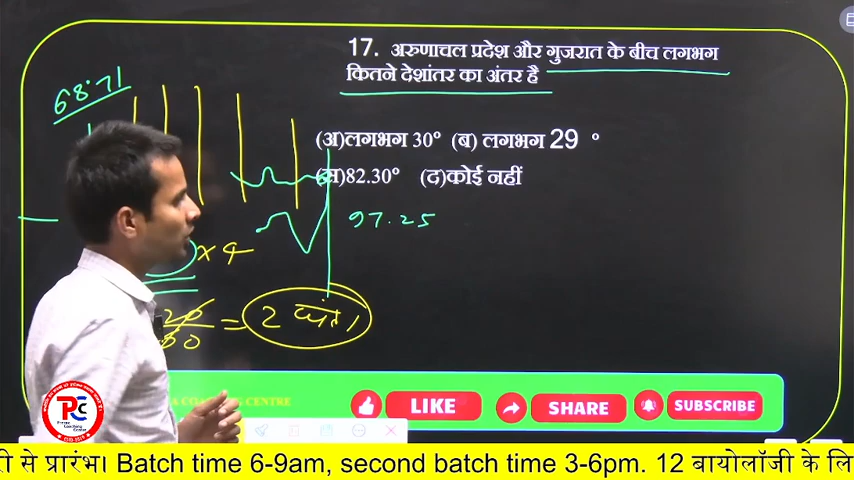 17. अरुणाचल प्रदेश और गुजरात के बीच लगभग
कितने देशांतर का अंतर है
68.71
(अ)लगभग 30° (ब) लगभग 29 °
(स)82.30° (द)कोई नहीं
97.25
x 4
= 2 घंटा
LIKE
SHARE
SUBSCRIBE
PCC
री से प्रारंभ। Batch time 6-9am, second batch time 3-6pm. 12 बायोलॉजी के लि